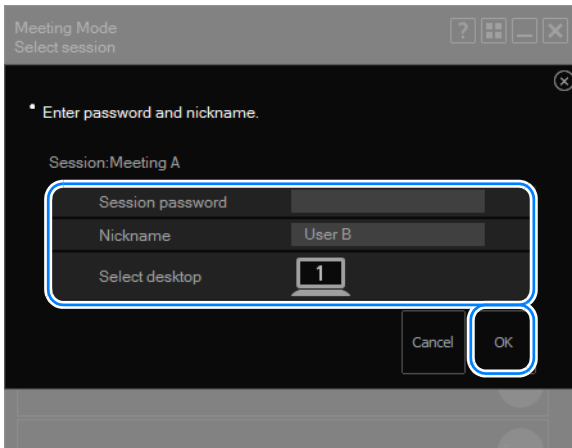 Meeting Mode
Select session
?
Enter password and nickname.
Session:Meeting A
Session password
Nickname User B
Select desktop 1
Cancel OK